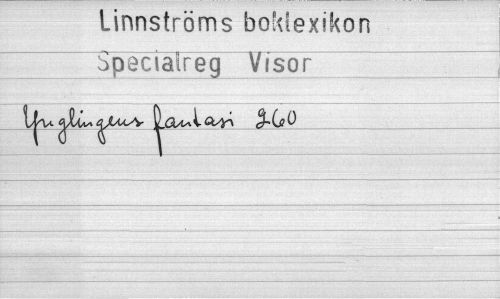 Linnströms boklexikon
Specialreg Visor
Ynglingens fantasi 260